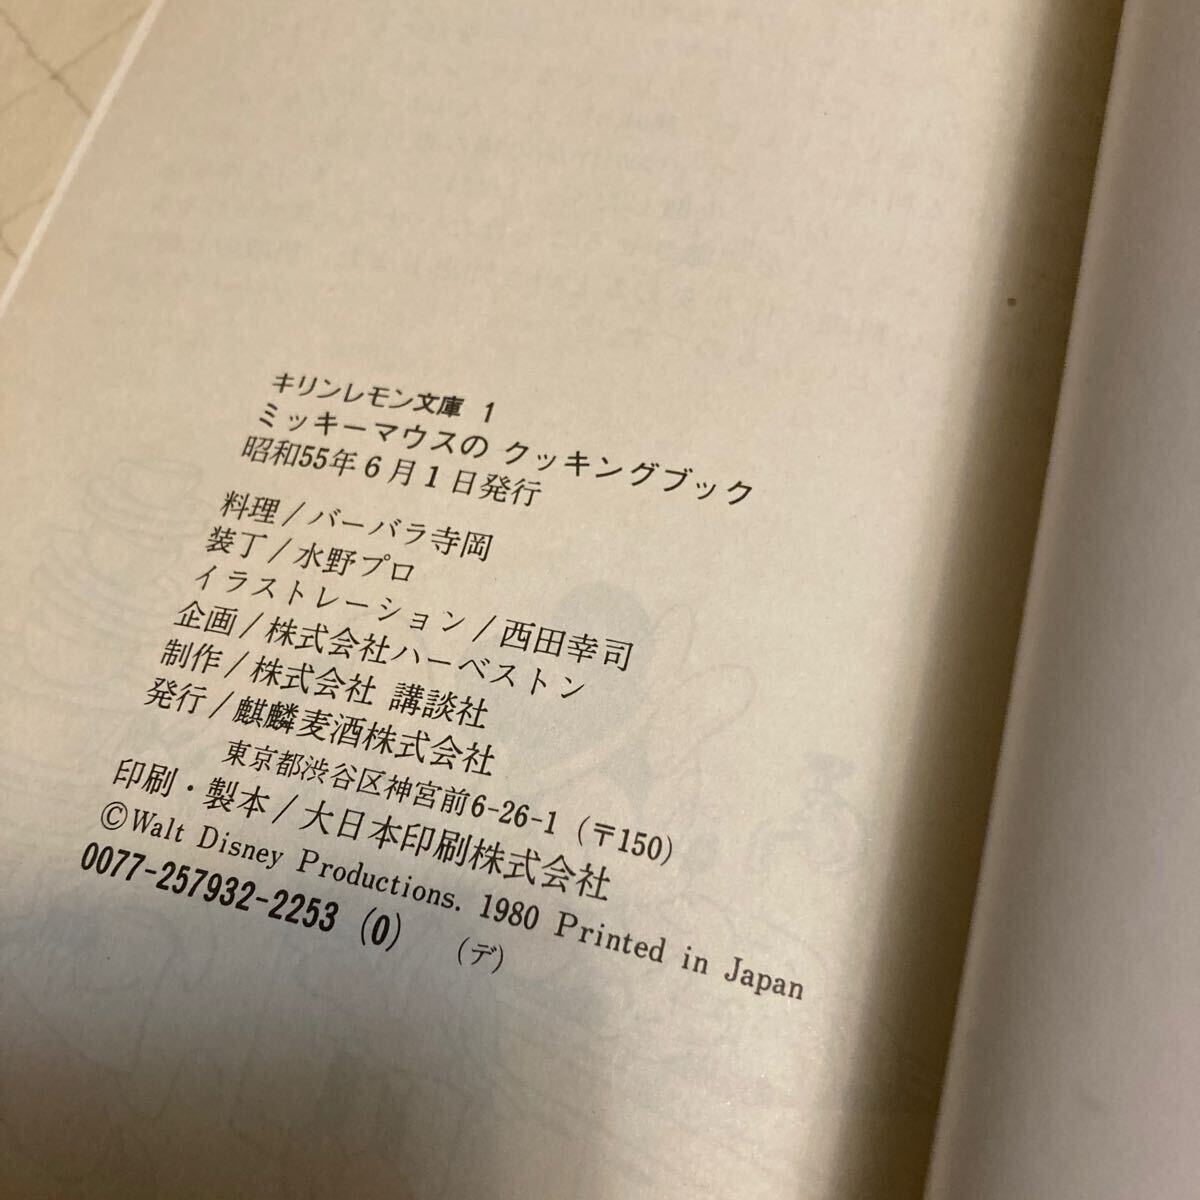 キリンレモン文庫 1
ミッキーマウスの クッキングブック
昭和55年6月1日発行
料理/バーバラ寺岡
装丁/水野プロ
イラストレーション/西田幸司
企画/株式会社ハーベストン
制作/株式会社 講談社
発行/麒麟麦酒株式会社
東京都渋谷区神宮前6-26-1 (〒150)
印刷・製本/大日本印刷株式会社
©Walt Disney Productions. 1980 Printed in Japan
0077-257932-2253 (0) (デ)